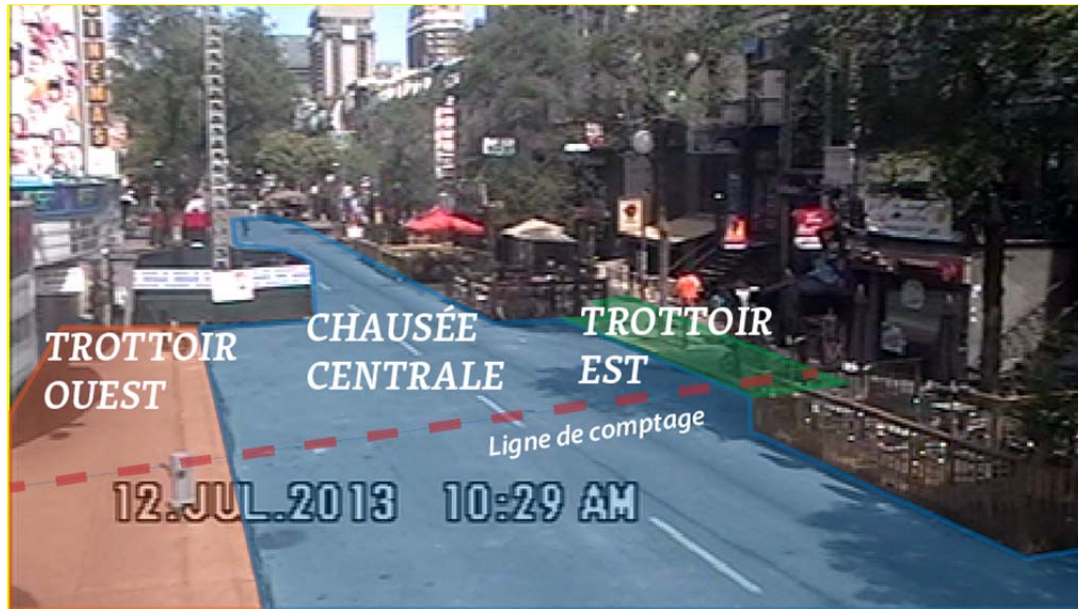 CINEMAS
TROTTOIR
OUEST
CHAUSÉE
CENTRALE
TROTTOIR
EST
Ligne de comptage
12.JUL.2013 10:29 AM